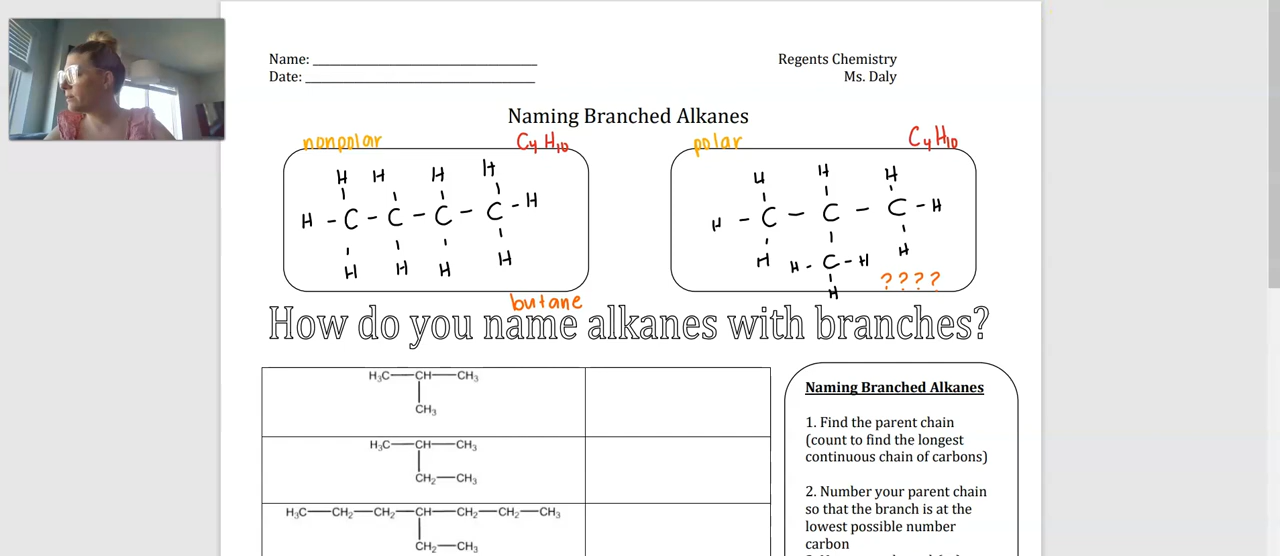 Name: ____________________
Date: ____________________
Regents Chemistry
Ms. Daly
Naming Branched Alkanes
nonpolar
C4H10
H H H H
H - C - C - C - C - H
H H H H
butane
polar
C4H10
H H H
H - C - C - C - H
H H - C - H H
H
????
How do you name alkanes with branches?
H3C—CH—CH3
CH3
H3C—CH—CH3
CH2—CH3
H3C—CH2—CH2—CH—CH2—CH2—CH3
CH2—CH3
Naming Branched Alkanes
1. Find the parent chain
(count to find the longest
continuous chain of carbons)
2. Number your parent chain
so that the branch is at the
lowest possible number
carbon